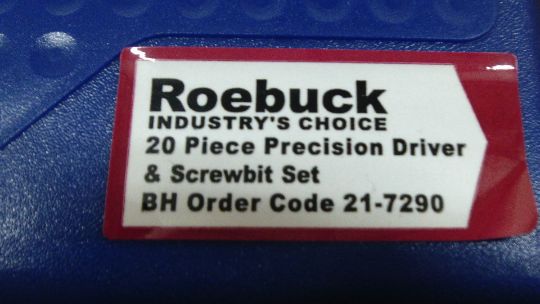 Roebuck
INDUSTRY'S CHOICE
20 Piece Precision Driver
& Screwbit Set
BH Order Code 21-7290